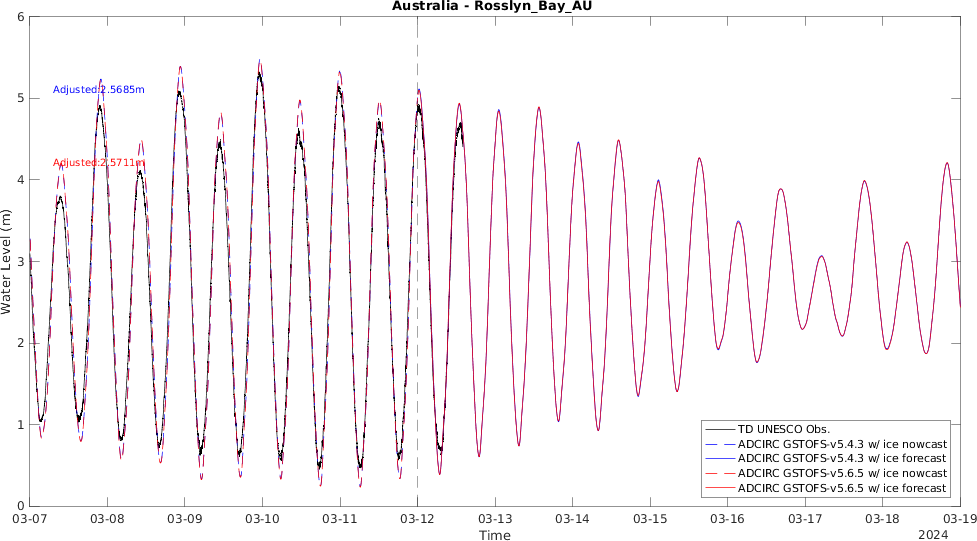 Australia - Rosslyn_Bay_AU
6
5
4
3
2
1
0
Water Level (m)
Adjusted:2.5685m
Adjusted:2.5711m
TD UNESCO Obs.
ADCIRC GSTOFS-v5.4.3 w/ ice nowcast
ADCIRC GSTOFS-v5.4.3 w/ ice forecast
ADCIRC GSTOFS-v5.6.5 w/ ice nowcast
ADCIRC GSTOFS-v5.6.5 w/ ice forecast
03-07 03-08 03-09 03-10 03-11 03-12 03-13 03-14 03-15 03-16 03-17 03-18 03-19
Time
2024